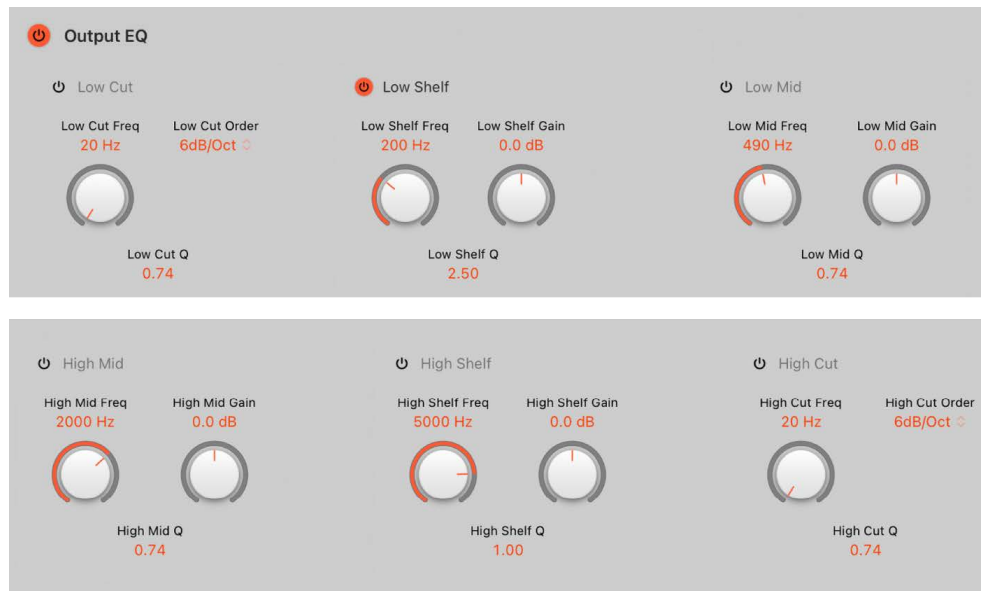 Output EQ
Low Cut
Low Shelf
Low Mid
Low Cut Freq
Low Cut Order
Low Shelf Freq
Low Shelf Gain
Low Mid Freq
Low Mid Gain
20 Hz
6dB/Oct
200 Hz
0.0 dB
490 Hz
0.0 dB
Low Cut Q
Low Shelf Q
Low Mid Q
0.74
2.50
0.74
High Mid
High Shelf
High Cut
High Mid Freq
High Mid Gain
High Shelf Freq
High Shelf Gain
High Cut Freq
High Cut Order
2000 Hz
0.0 dB
5000 Hz
0.0 dB
20 Hz
6dB/Oct
High Mid Q
High Shelf Q
High Cut Q
0.74
1.00
0.74